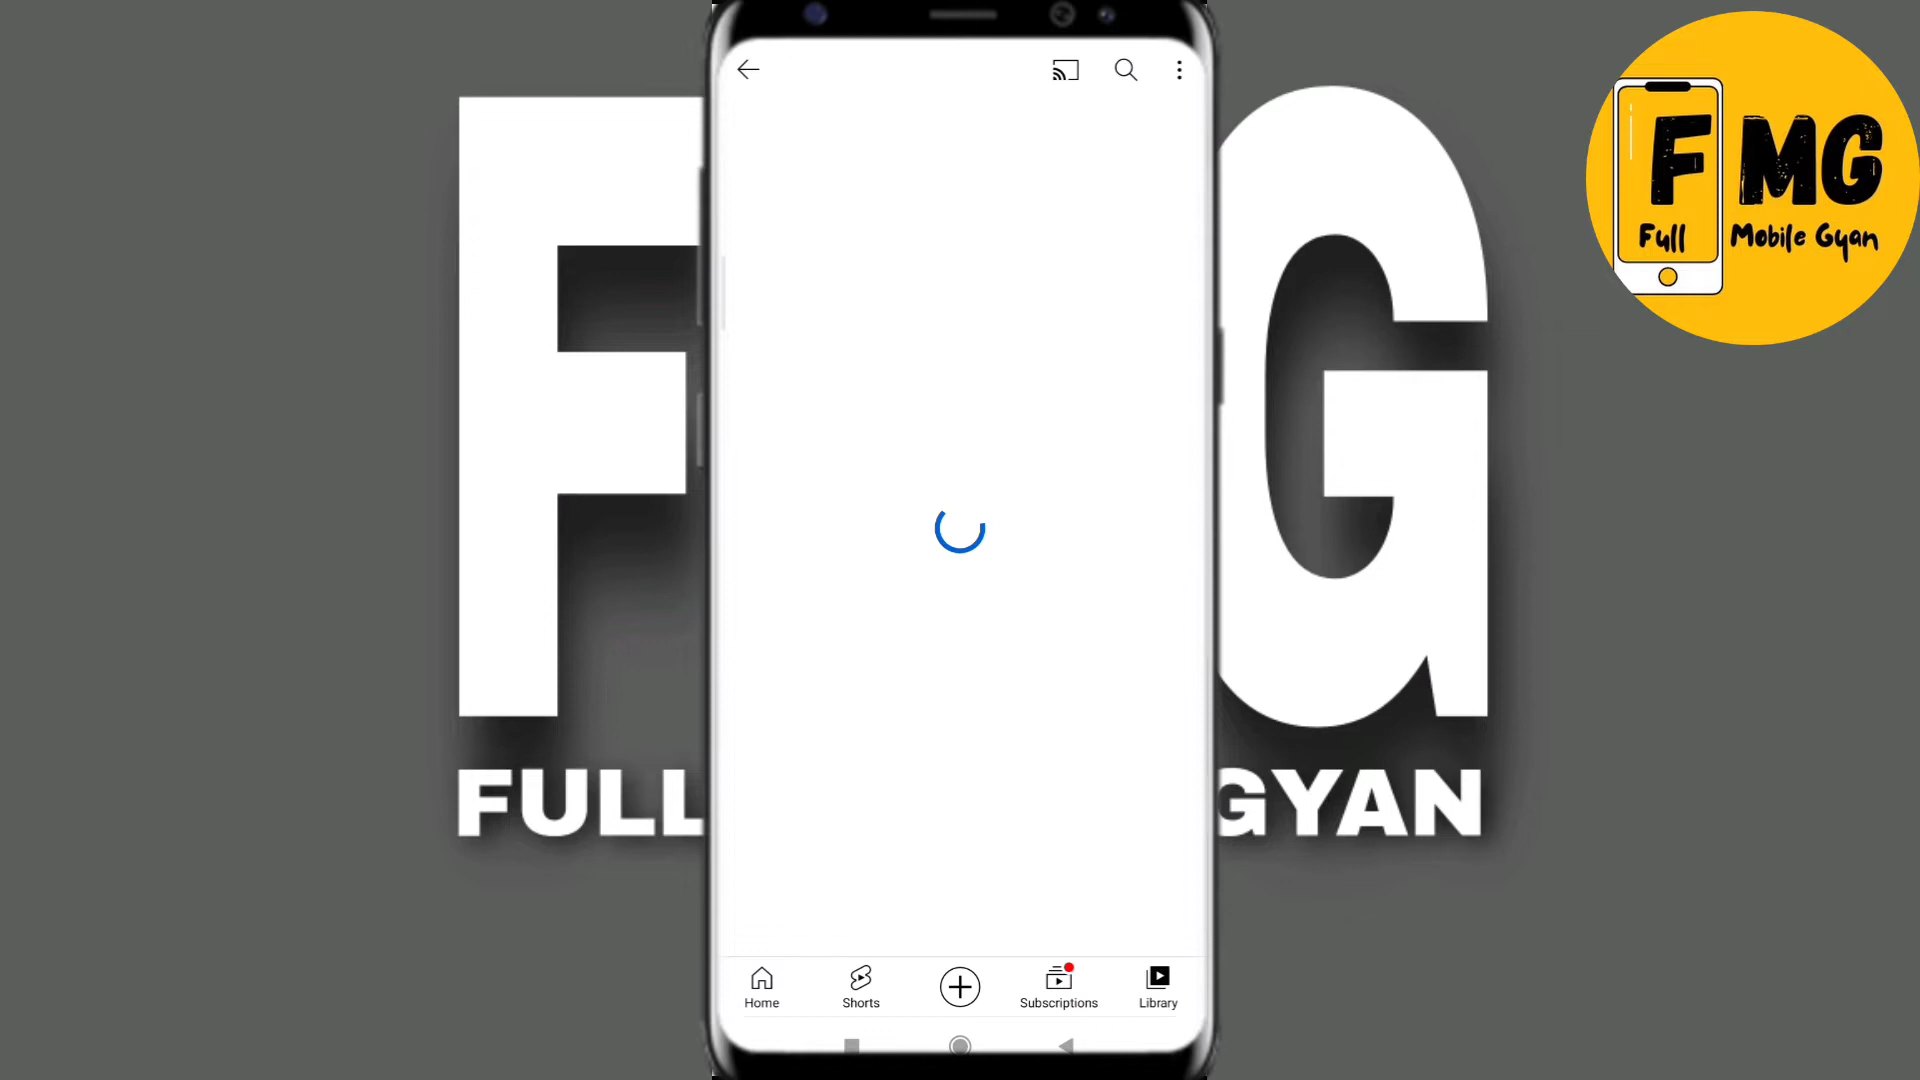 F G
FULL GYAN
F MG
Full Mobile Gyan
Home Shorts Subscriptions Library